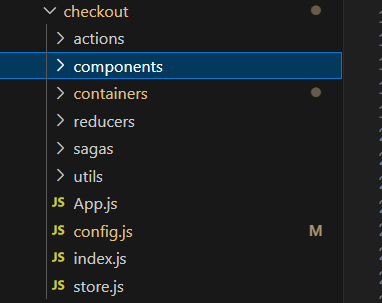 checkout
actions
components
containers
reducers
sagas
utils
JS App.js
JS config.js M
JS index.js
JS store.js